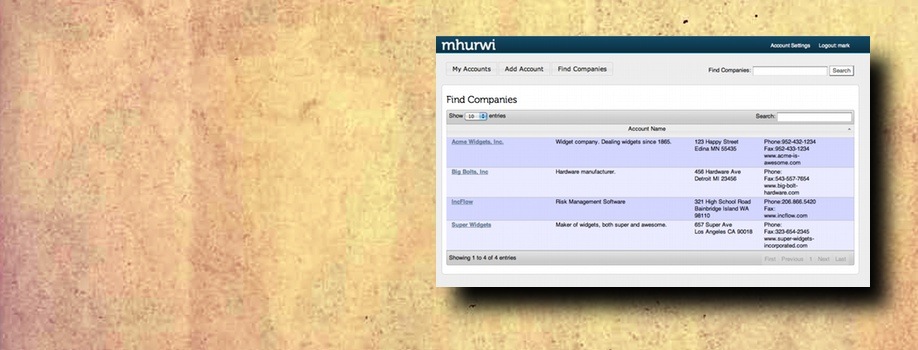 mhurwi
Account Settings Logout mark
My Accounts Add Account Find Companies
Find Companies: Search
Find Companies
Show 10 entries
Search:
Account Name
Acme Widgets, Inc. Widget company. Dealing widgets since 1865. 123 Happy Street Phone:952-432-1234
Edina MN 55435 Fax:952-433-1234
www.acme-is-
awesome.com
Big Bolts, Inc Hardware manufacturer. 456 Hardware Ave Phone:
Detroit MI 23456 Fax:543-557-7654
www.big-bolt-
hardware.com
IncFlow Risk Management Software 321 High School Road Phone:206.866.5420
Bainbridge Island WA Fax:
98110 www.incflow.com
Super Widgets Maker of widgets, both super and awesome. 657 Super Ave Phone:
Los Angeles CA 90018 Fax:323-654-2345
www.super-widgets-
incorporated.com
Showing 1 to 4 of 4 entries
First Previous 1 Next Last